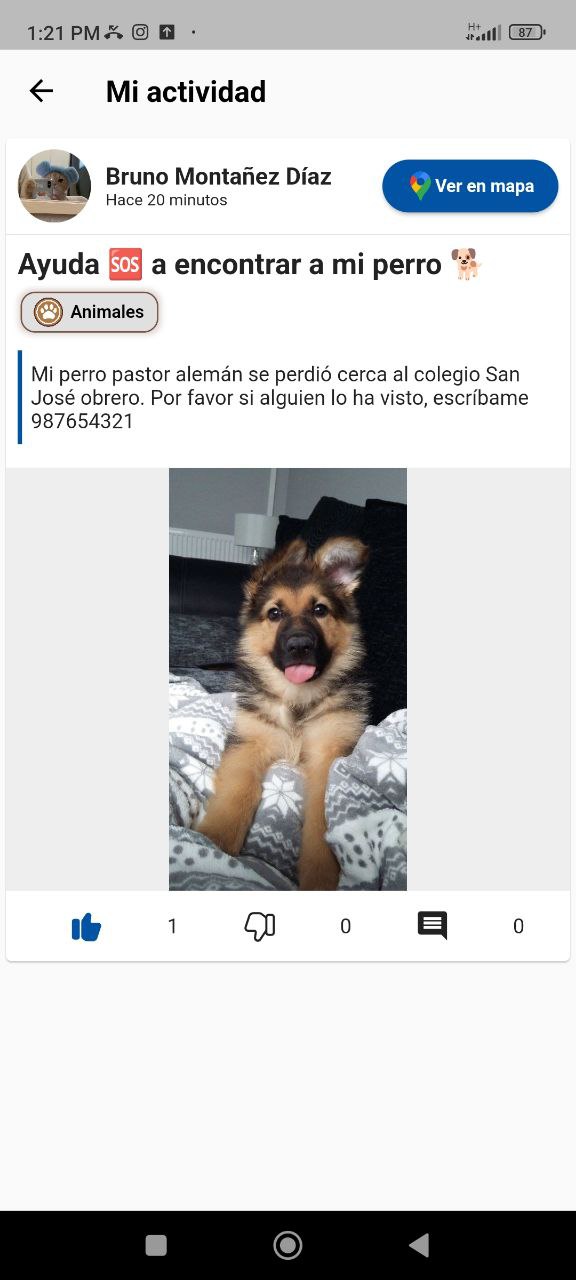 1:21 PM
H+
87
Mi actividad
Bruno Montañez Díaz
Hace 20 minutos
Ver en mapa
Ayuda 🆘 a encontrar a mi perro 🐕
Animales
Mi perro pastor alemán se perdió cerca al colegio San
José obrero. Por favor si alguien lo ha visto, escríbame
987654321
1 0 0